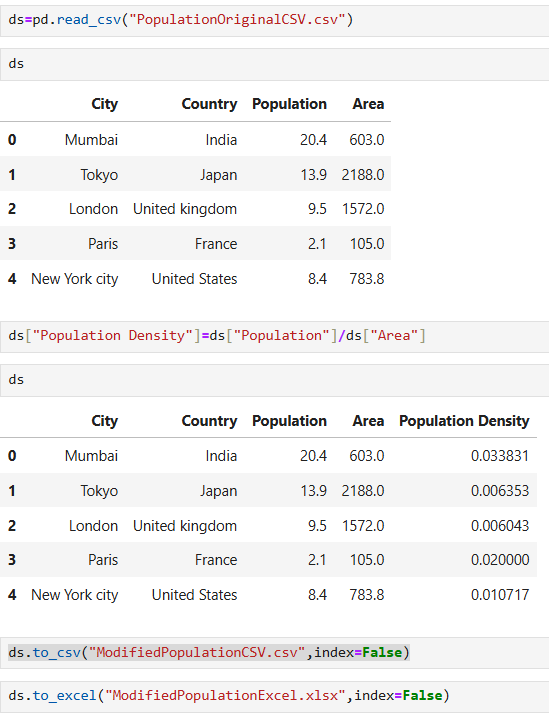 ds=pd.read_csv("PopulationOriginalCSV.csv")
ds
City Country Population Area
0 Mumbai India 20.4 603.0
1 Tokyo Japan 13.9 2188.0
2 London United kingdom 9.5 1572.0
3 Paris France 2.1 105.0
4 New York city United States 8.4 783.8
ds["Population Density"]=ds["Population"]/ds["Area"]
ds
City Country Population Area Population Density
0 Mumbai India 20.4 603.0 0.033831
1 Tokyo Japan 13.9 2188.0 0.006353
2 London United kingdom 9.5 1572.0 0.006043
3 Paris France 2.1 105.0 0.020000
4 New York city United States 8.4 783.8 0.010717
ds.to_csv("ModifiedPopulationCSV.csv",index=False)
ds.to_excel("ModifiedPopulationExcel.xlsx",index=False)